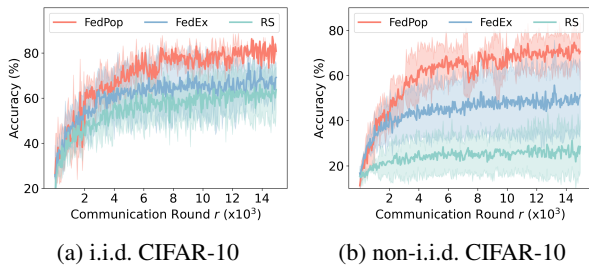 FedPop FedEx RS
Accuracy (%)
80
60
40
20
2 4 6 8 10 12 14
Communication Round r (x10³)
(a) i.i.d. CIFAR-10
FedPop FedEx RS
Accuracy (%)
80
60
40
20
2 4 6 8 10 12 14
Communication Round r (x10³)
(b) non-i.i.d. CIFAR-10